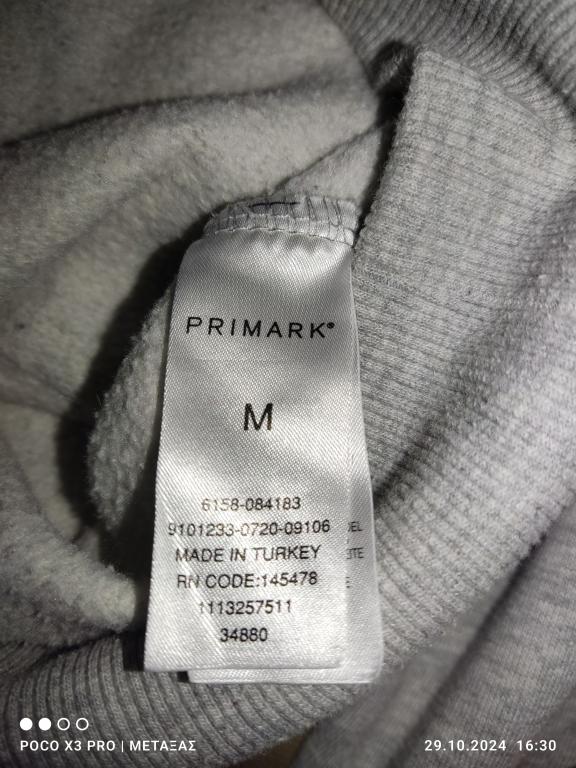 PRIMARK®
M
6158-084183
9101233-0720-09106
MADE IN TURKEY
RN CODE:145478
1113257511
34880
POCO X3 PRO | ΜΕΤΑΞΑΣ
29.10.2024 16:30